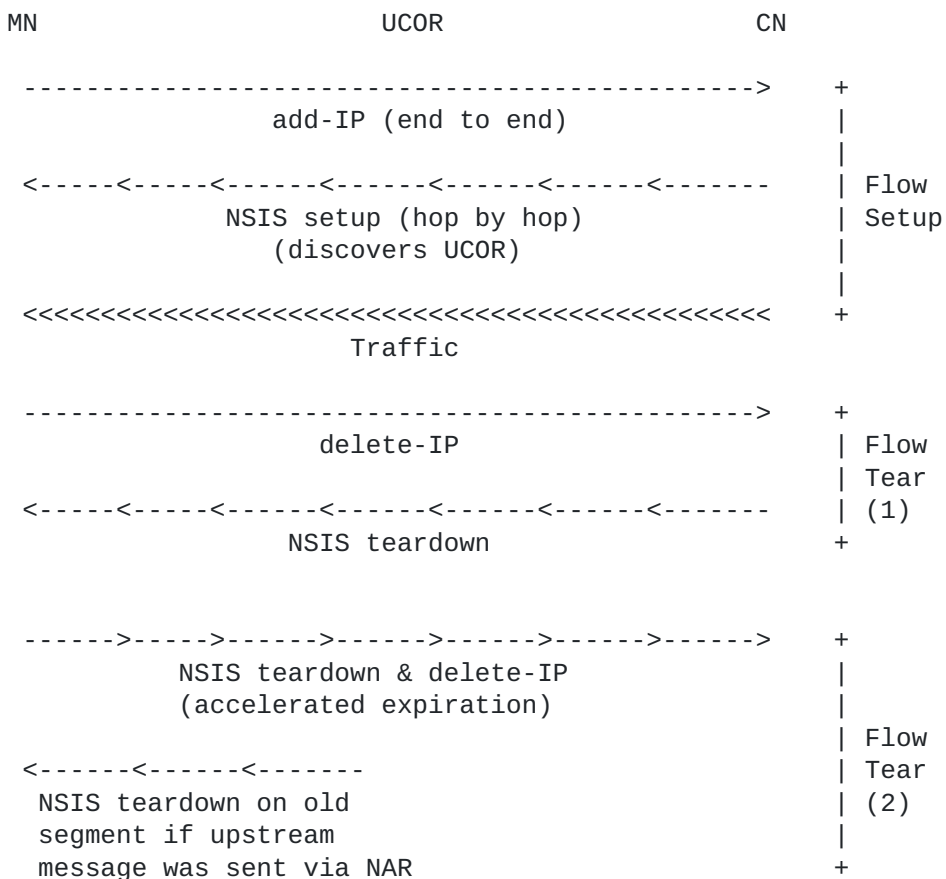 MN                      UCOR                    CN

 ----------------------------------------------->    +
                 add-IP (end to end)                 |
                                                     |
 <-----<-----<------<------<------<------<-------    | Flow
              NSIS setup (hop by hop)                | Setup
                 (discovers UCOR)                    |
                                                     |
 <<<<<<<<<<<<<<<<<<<<<<<<<<<<<<<<<<<<<<<<<<<<<<<<    +
                      Traffic

 ----------------------------------------------->    +
                    delete-IP                        | Flow
                                                     | Tear
 <-----<-----<------<------<------<------<-------    | (1)
                  NSIS teardown                      +

 ------>----->------>------>------>------>------>    +
           NSIS teardown & delete-IP                 |
           (accelerated expiration)                  |
                                                     | Flow
 <------<------<-------                              | Tear
  NSIS teardown on old                               | (2)
  segment if upstream                                |
  message was sent via NAR                           +